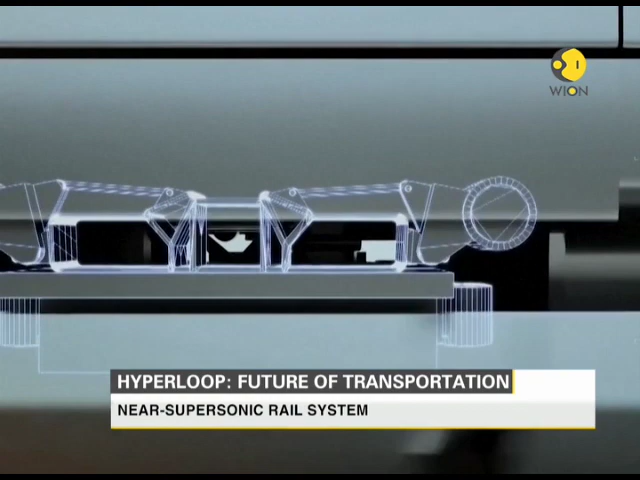 WION
HYPERLOOP: FUTURE OF TRANSPORTATION
NEAR-SUPERSONIC RAIL SYSTEM